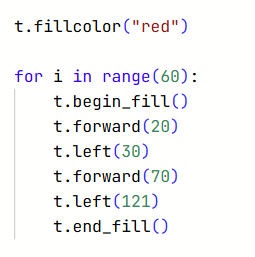 t.fillcolor("red")

for i in range(60):
    t.begin_fill()
    t.forward(20)
    t.left(30)
    t.forward(70)
    t.left(121)
    t.end_fill()